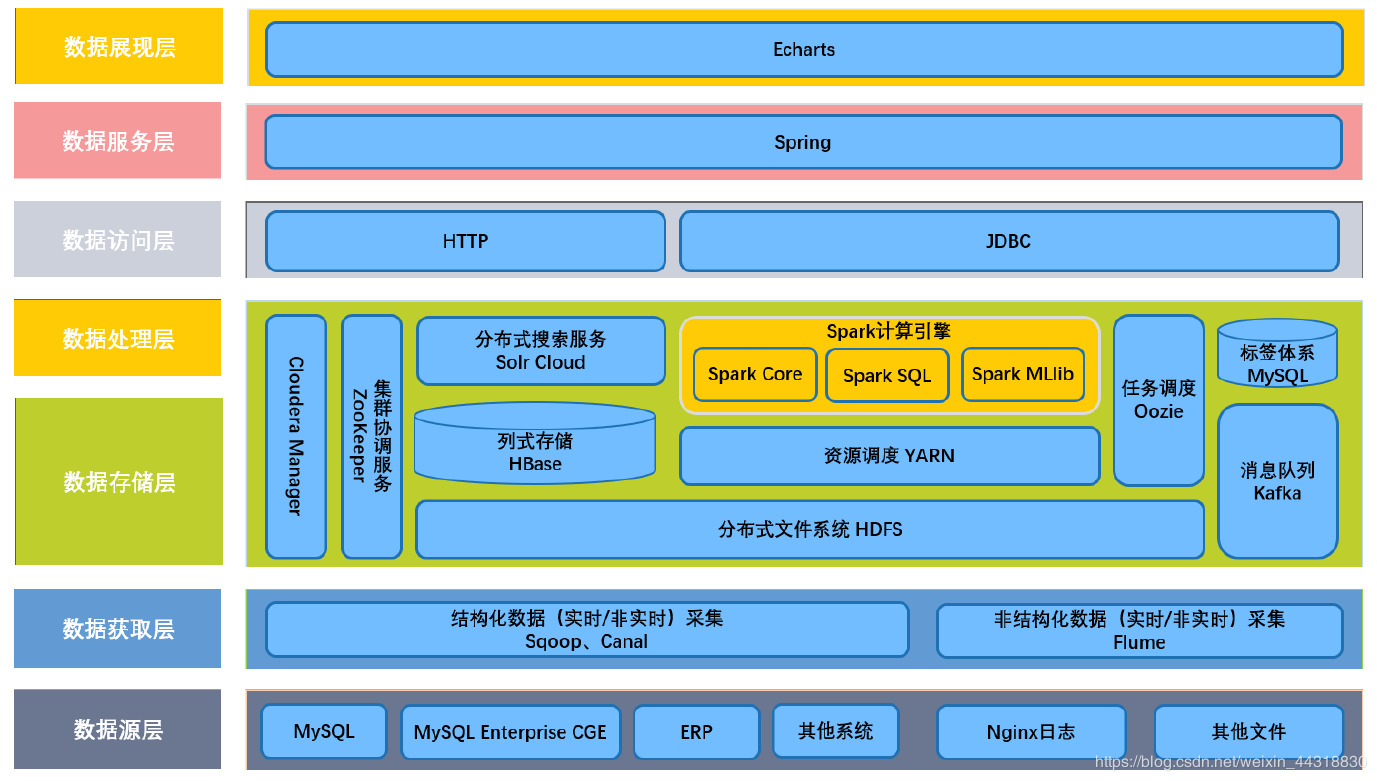 数据展现层
Echarts
数据服务层
Spring
数据访问层
HTTP
JDBC
数据处理层
数据存储层
Cloudera Manager
集群协调服务
ZooKeeper
分布式搜索服务
Solr Cloud
列式存储
HBase
Spark计算引擎
Spark Core
Spark SQL
Spark MLlib
资源调度 YARN
任务调度
Oozie
标签体系
MySQL
消息队列
Kafka
分布式文件系统 HDFS
数据获取层
结构化数据（实时/非实时）采集
Sqoop、Canal
非结构化数据（实时/非实时）采集
Flume
数据源层
MySQL
MySQL Enterprise CGE
ERP
其他系统
Nginx日志
其他文件
https://blog.csdn.net/weixin_44318830